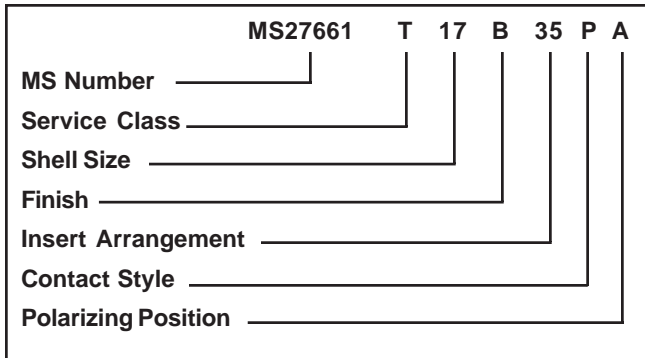 MS27661 T 17 B 35 P A
MS Number
Service Class
Shell Size
Finish
Insert Arrangement
Contact Style
Polarizing Position